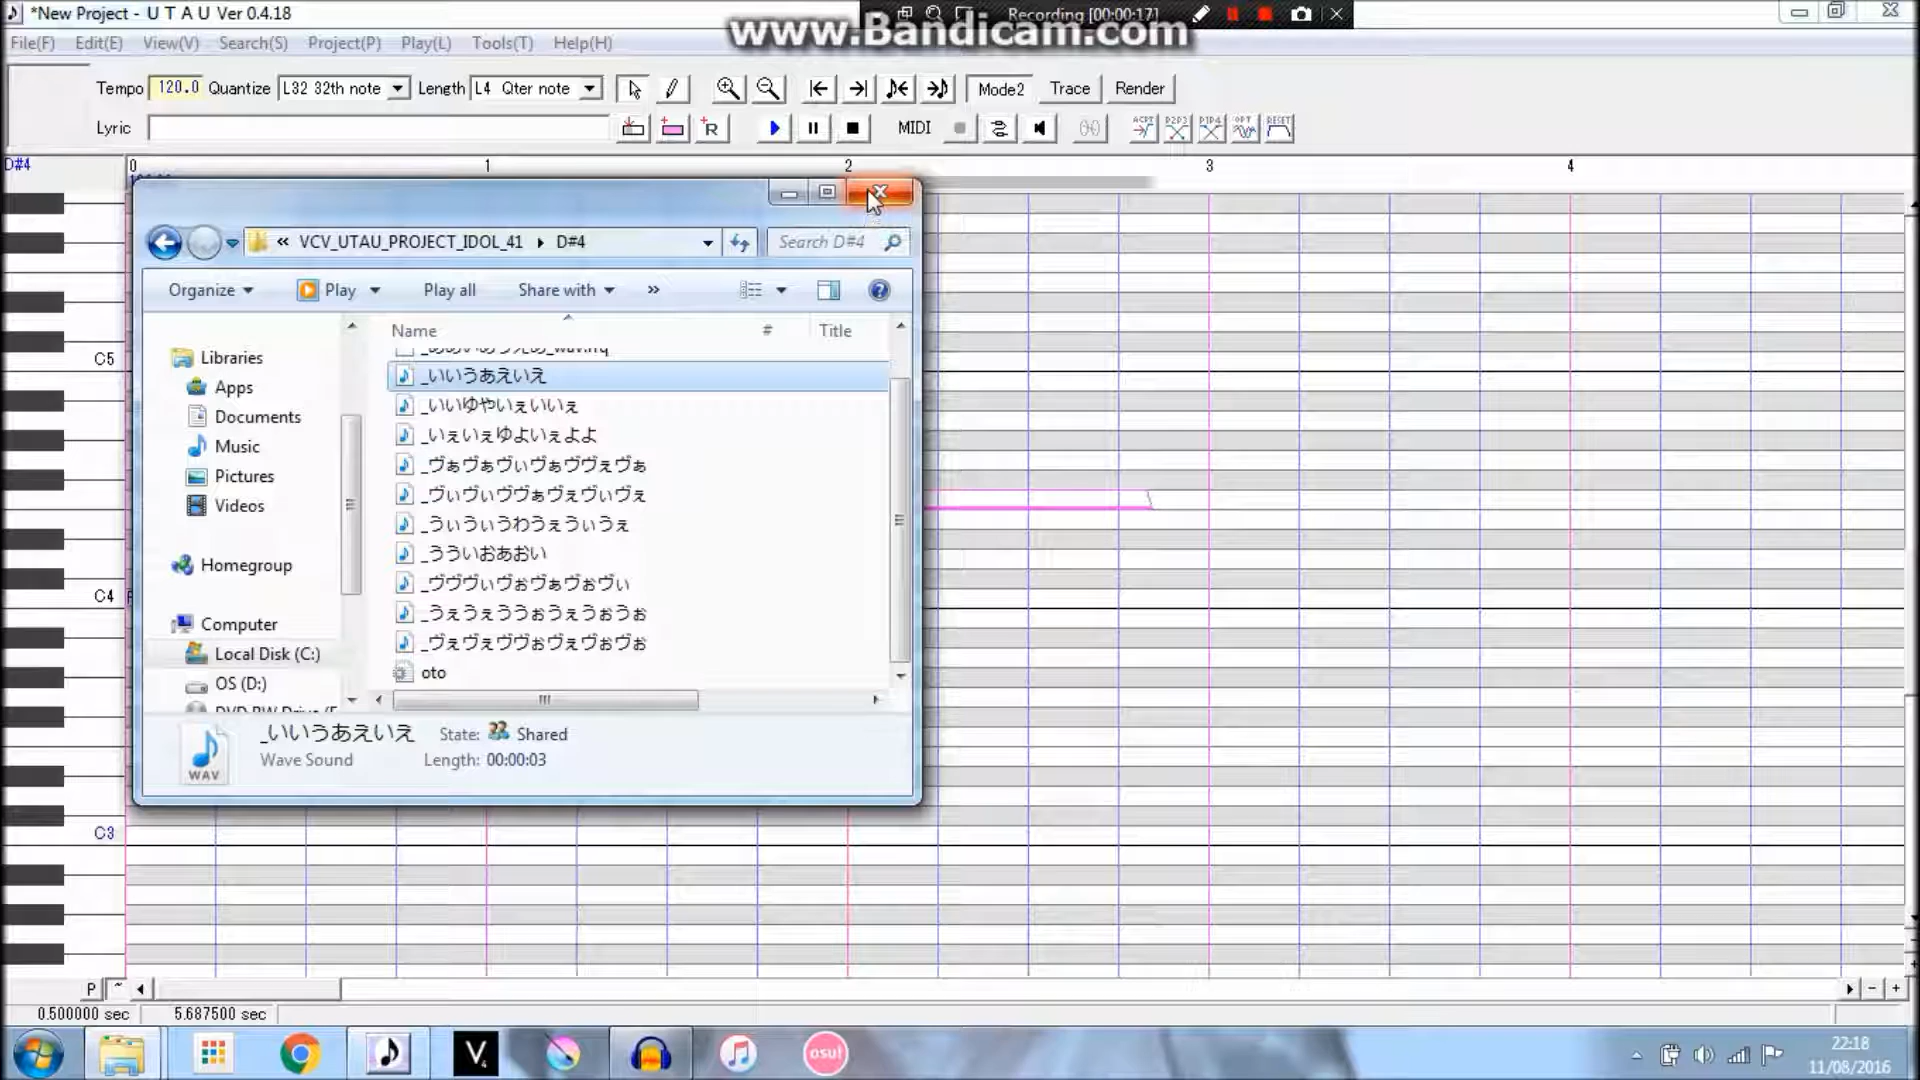 *New Project - U T A U Ver 0.4.18
Recording [00:00:17]
www.Bandicam.com
File(F) Edit(E) View(V) Search(S) Project(P) Play(L) Tools(T) Help(H)
Tempo 120.0 Quantize L32 32th note Length L4 Qter note Mode2 Trace Render
Lyric +R MIDI ACPT P2P3 P1P4 OPT RESET
D#4 0 1 2 3 4
« VCV_UTAU_PROJECT_IDOL_41 D#4 Search D#4
Organize Play Play all Share with »
Name # Title
Libraries
Apps
Documents
Music
Pictures
Videos
Homegroup
Computer
Local Disk (C:)
OS (D:)
_いいうあえいえ
_いいゆやいぇいいぇ
_いぇいぇゆよいぇよよ
_ヴぁヴぁヴぃヴぁヴヴぇヴぁ
_ヴぃヴぃヴヴぁヴぇヴぃヴぇ
_うぃうぃうわうぇうぃうぇ
_うういおあおい
_ヴヴヴぃヴぉヴぁヴぉヴぃ
_うぇうぇううぉうぇうぉうぉ
_ヴぇヴぇヴヴぉヴぇヴぉヴぉ
oto
_いいうあえいえ State: Shared
Wave Sound Length: 00:00:03
WAV
C5
C4
C3
P ~
0.500000 sec 5.687500 sec
V4
osu!
22:18
11/08/2016